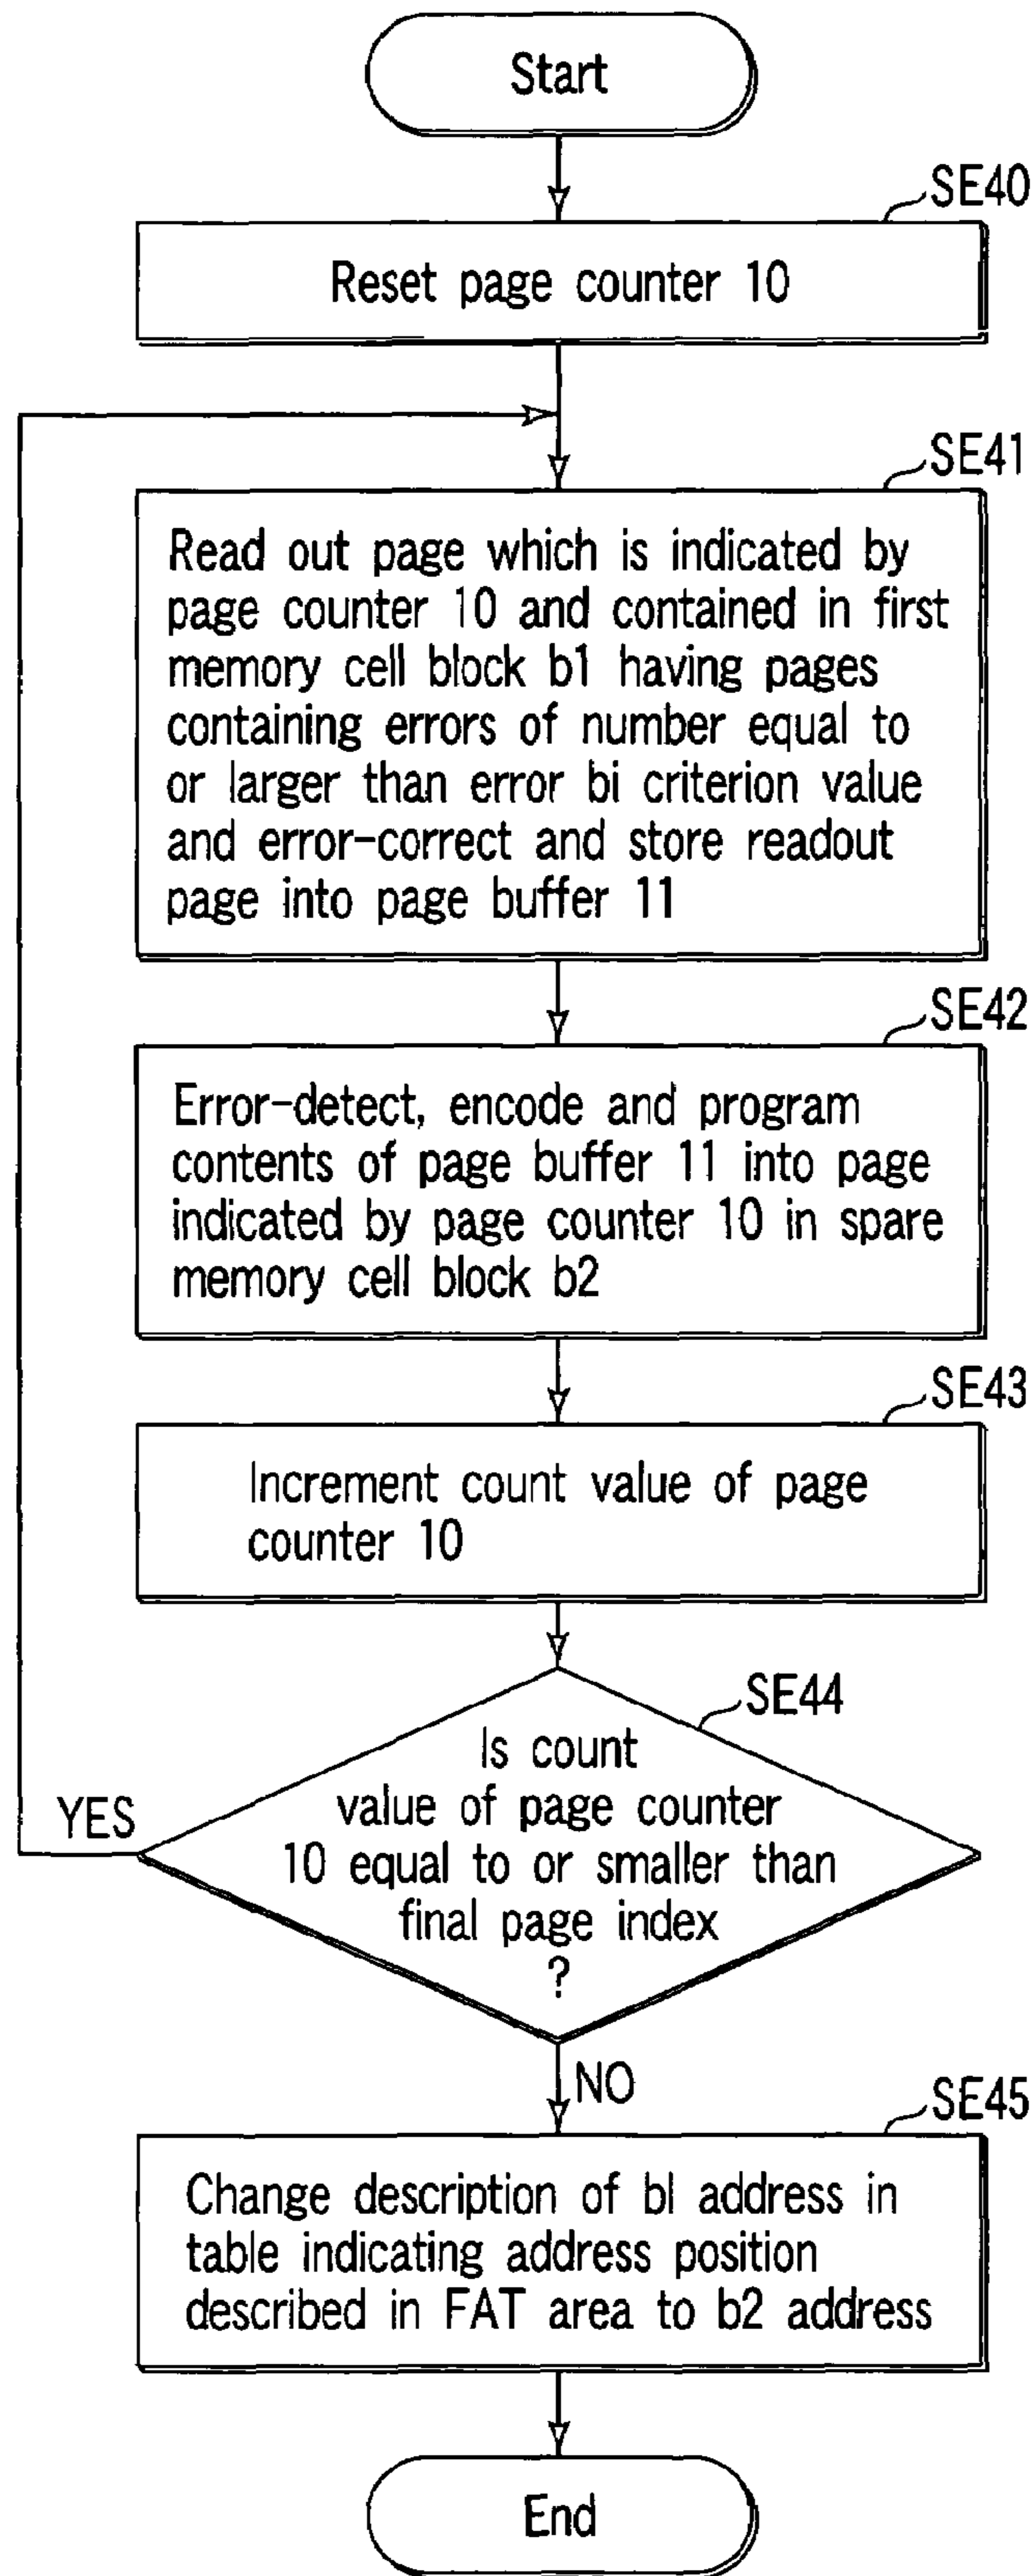 Start
SE40
Reset page counter 10
SE41
Read out page which is indicated by
page counter 10 and contained in first
memory cell block b1 having pages
containing errors of number equal to
or larger than error bi criterion value
and error-correct and store readout
page into page buffer 11
SE42
Error-detect, encode and program
contents of page buffer 11 into page
indicated by page counter 10 in spare
memory cell block b2
SE43
Increment count value of page
counter 10
SE44
Is count
value of page counter
10 equal to or smaller than
final page index
?
YES
NO
SE45
Change description of bl address in
table indicating address position
described in FAT area to b2 address
End